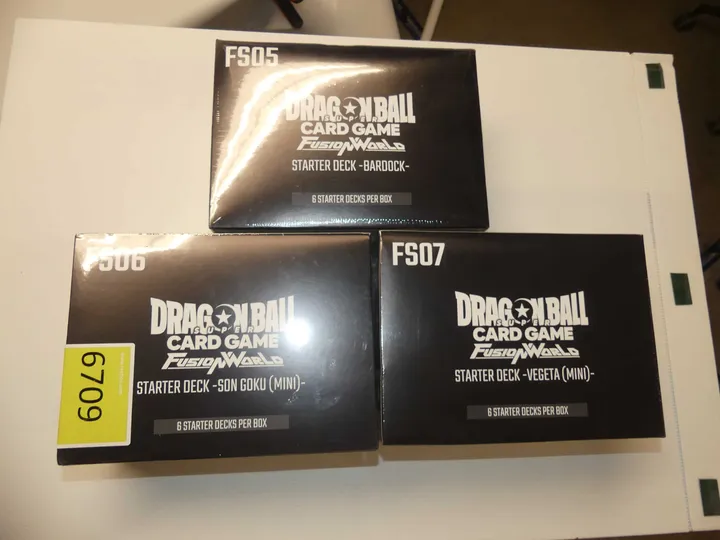 FS05
DRAGON BALL
SUPER
CARD GAME
FUSION WORLD
STARTER DECK -BARDOCK-
6 STARTER DECKS PER BOX
FS06
DRAGON BALL
SUPER
CARD GAME
FUSION WORLD
STARTER DECK -SON GOKU (MINI)-
6 STARTER DECKS PER BOX
6709
FS07
DRAGON BALL
SUPER
CARD GAME
FUSION WORLD
STARTER DECK -VEGETA (MINI)-
6 STARTER DECKS PER BOX